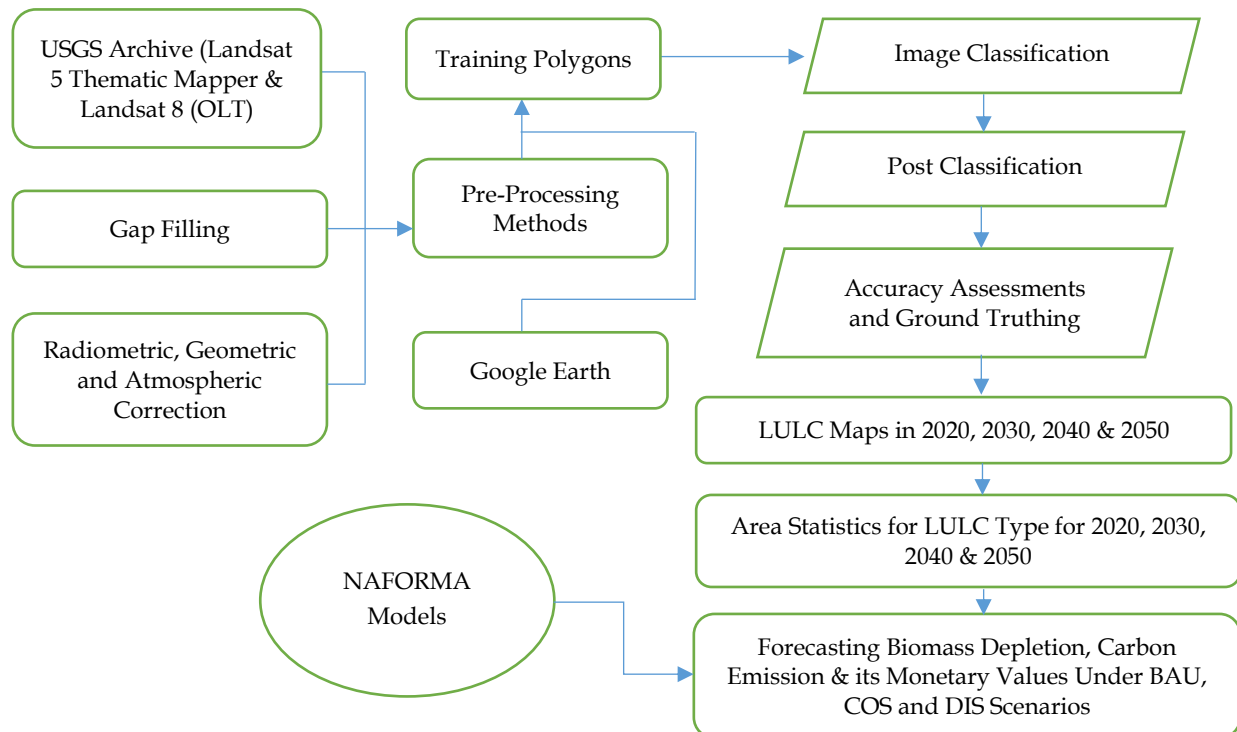 USGS Archive (Landsat
5 Thematic Mapper &
Landsat 8 (OLT)
Gap Filling
Radiometric, Geometric
and Atmospheric
Correction
Training Polygons
Pre-Processing
Methods
Google Earth
Image Classification
Post Classification
Accuracy Assessments
and Ground Truthing
LULC Maps in 2020, 2030, 2040 & 2050
Area Statistics for LULC Type for 2020, 2030,
2040 & 2050
NAFORMA
Models
Forecasting Biomass Depletion, Carbon
Emission & its Monetary Values Under BAU,
COS and DIS Scenarios